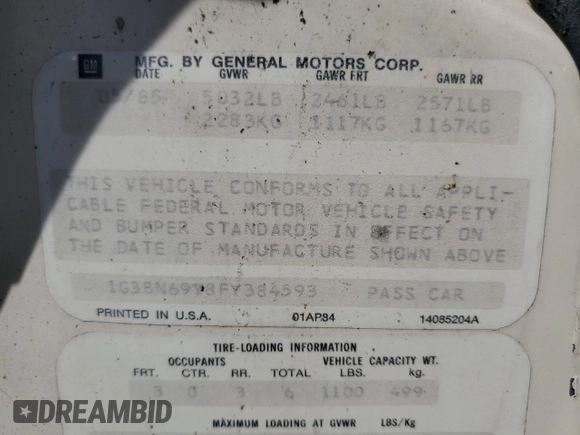 GM MFG. BY GENERAL MOTORS CORP.
DATE GVWR GAWR FRT GAWR RR
05/85 5032LB 2461LB 2571LB
2283KG 1117KG 1167KG
THIS VEHICLE CONFORMS TO ALL APPLI-
CABLE FEDERAL MOTOR VEHICLE SAFETY
AND BUMPER STANDARDS IN EFFECT ON
THE DATE OF MANUFACTURE SHOWN ABOVE
PASS CAR
PRINTED IN U.S.A. 01AP84 14085204A
TIRE-LOADING INFORMATION
OCCUPANTS VEHICLE CAPACITY WT.
FRT. CTR. RR. TOTAL LBS. kg.
3 0 3 6 1100 499
MAXIMUM LOADING AT GVWR LBS/Kg
DREAMBID